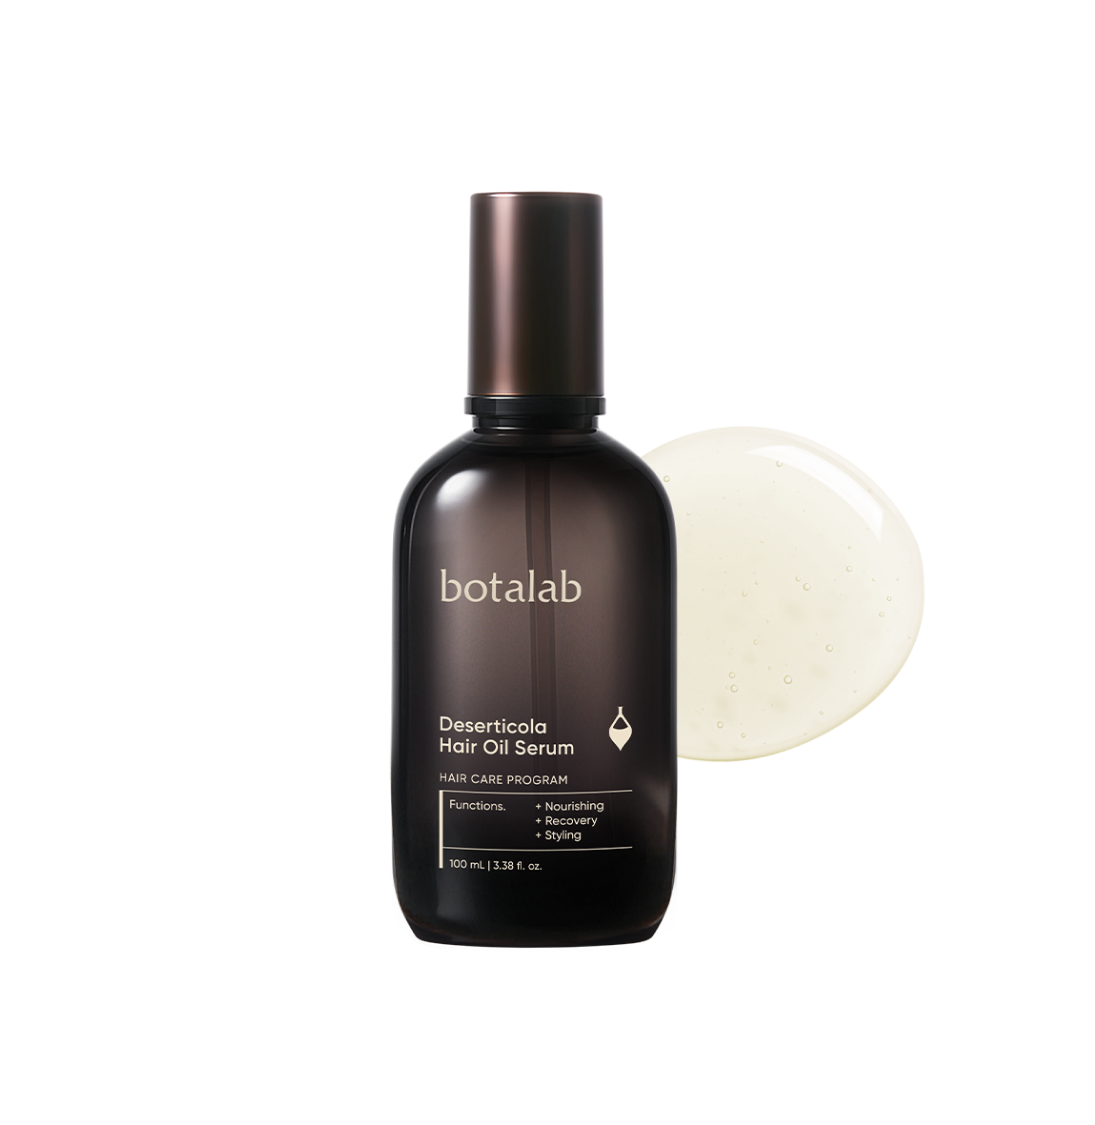 botalab
Deserticola
Hair Oil Serum
HAIR CARE PROGRAM
Functions. + Nourishing
+ Recovery
+ Styling
100 mL | 3.38 fl. oz.